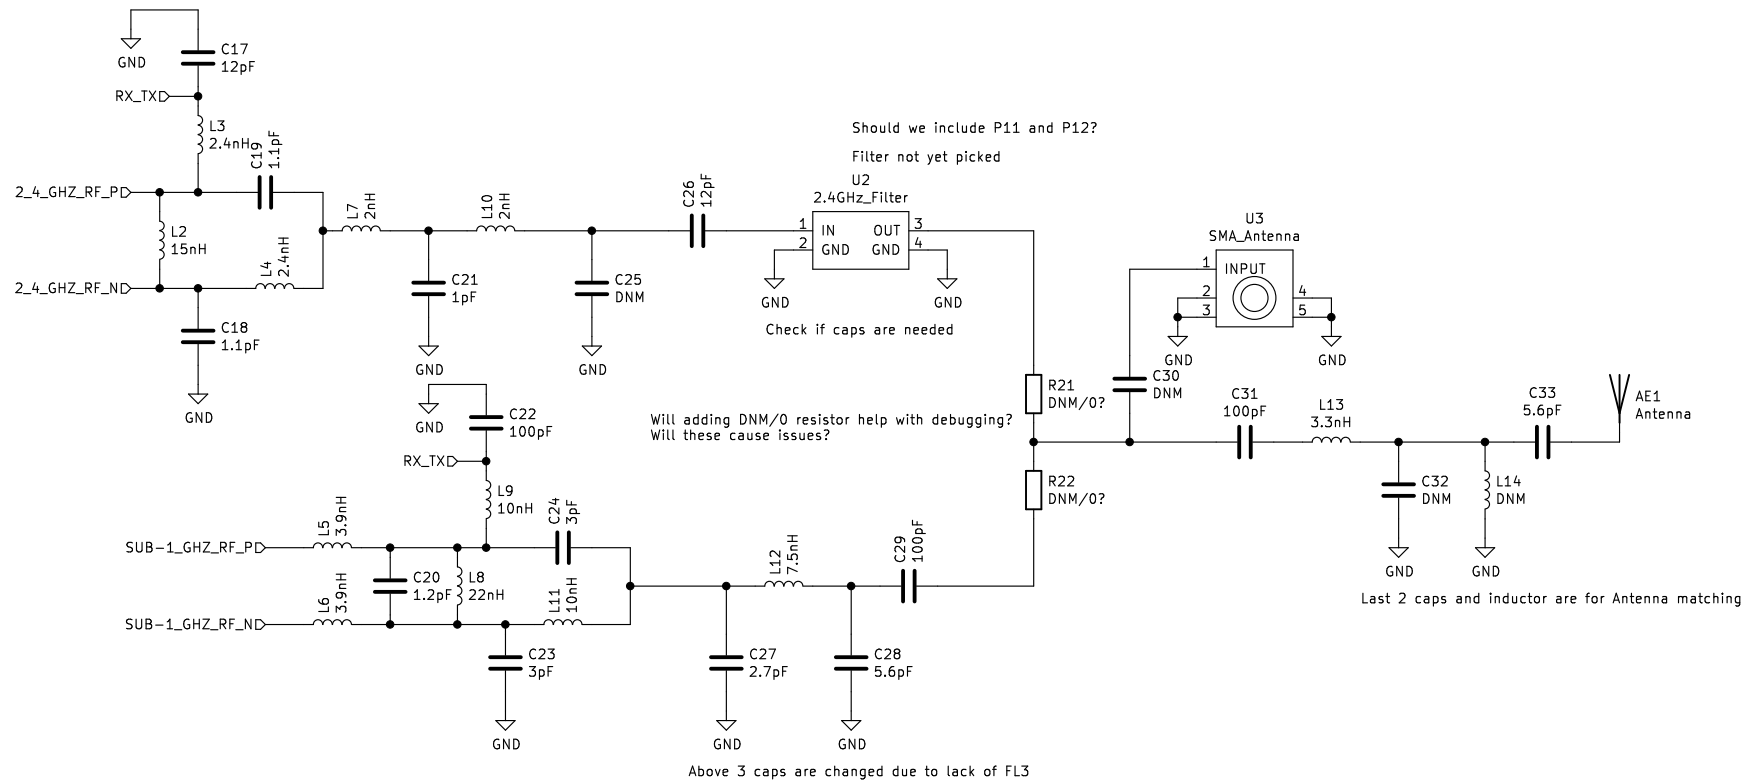 GND
C17
12pF
RX_TX
L3
2.4nH
C19
1.1pF
2_4_GHZ_RF_P
L2
15nH
2_4_GHZ_RF_N
L4
2.4nH
C18
1.1pF
GND
L7
2nH
L10
2nH
C21
1pF
GND
C25
DNM
GND
C26
12pF
Should we include P11 and P12?
Filter not yet picked
U2
2.4GHz_Filter
1
IN
OUT
3
2
GND
GND
4
GND
GND
Check if caps are needed
U3
SMA_Antenna
1
INPUT
2
3
4
5
GND
GND
R21
DNM/0?
C30
DNM
Will adding DNM/0 resistor help with debugging?
Will these cause issues?
R22
DNM/0?
C31
100pF
L13
3.3nH
C33
5.6pF
AE1
Antenna
C32
DNM
L14
DNM
GND
GND
Last 2 caps and inductor are for Antenna matching
GND
C22
100pF
RX_TX
L9
10nH
C24
3pF
SUB-1_GHZ_RF_P
L5
3.9nH
C20
1.2pF
L8
22nH
SUB-1_GHZ_RF_N
L6
3.9nH
L11
10nH
C23
3pF
GND
L12
7.5nH
C29
100pF
C27
2.7pF
GND
C28
5.6pF
GND
Above 3 caps are changed due to lack of FL3